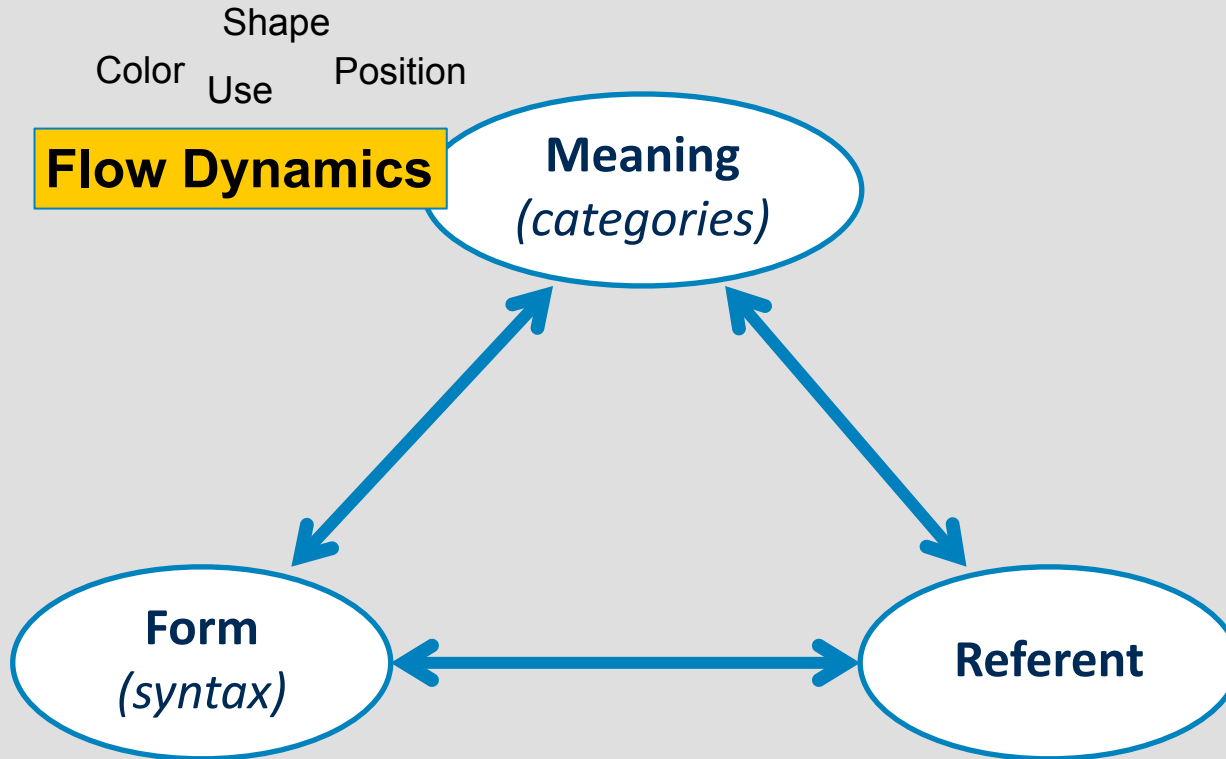 Shape
Color
Use
Position
Flow Dynamics
Meaning
(categories)
Form
(syntax)
Referent